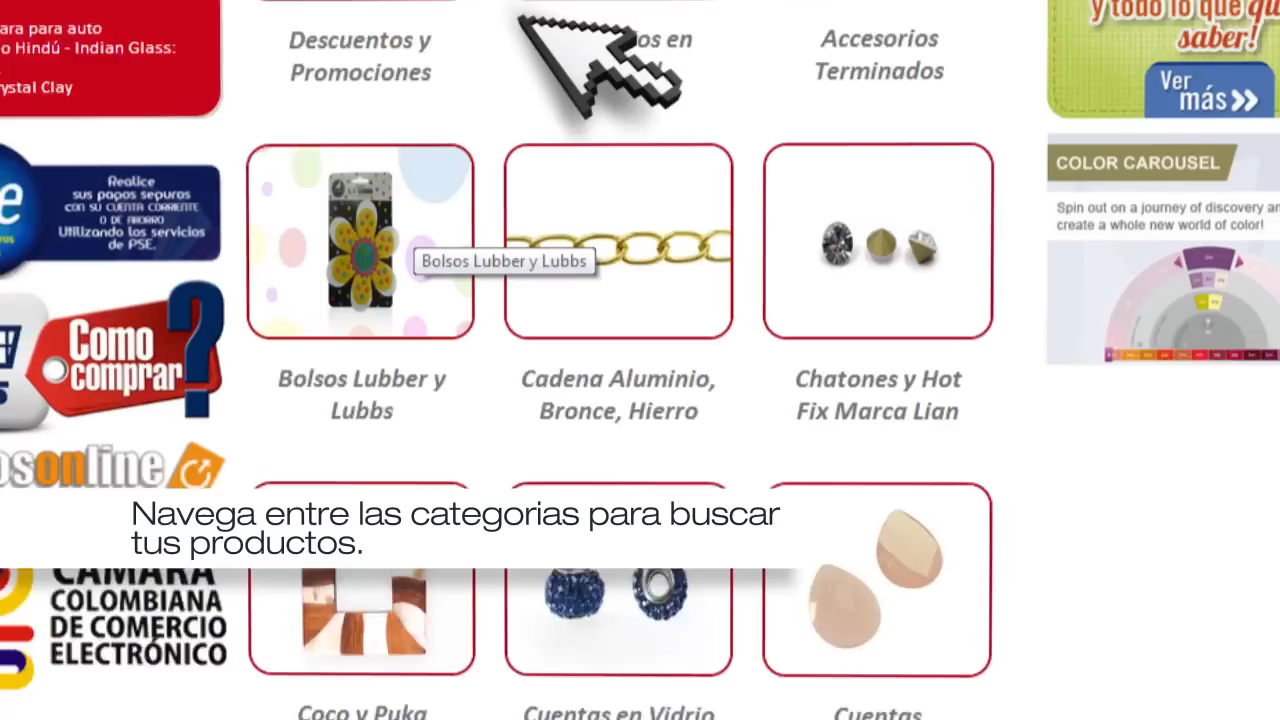 ara para auto
o Hindú - Indian Glass:
ystal Clay
Descuentos y
Promociones
os en
Accesorios
Terminados
y todo lo que
saber!
Ver
más
Realice
sus pagos seguros
con su cuenta corriente
o de ahorro
Utilizando los servicios
de PSE.
Bolsos Lubber y Lubbs
COLOR CAROUSEL
Spin out on a journey of discovery
create a whole new world of color!
Como
comprar
?
Bolsos Lubber y
Lubbs
Cadena Aluminio,
Bronce, Hierro
Chatones y Hot
Fix Marca Lian
osonline
Navega entre las categorias para buscar
tus productos.
CÁMARA
COLOMBIANA
DE COMERCIO
ELECTRÓNICO
Coco y Puka
Cuentas en Vidrio
Cuentas